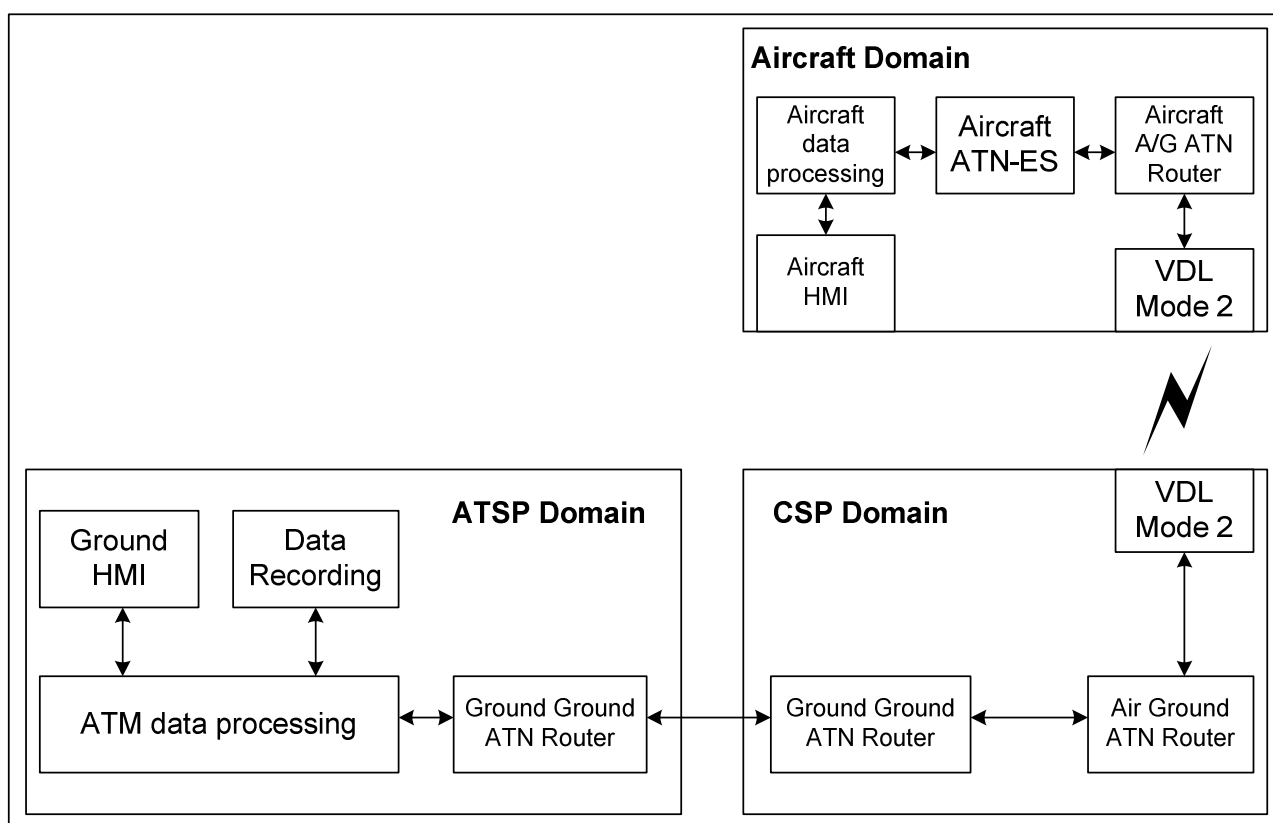 Aircraft Domain
Aircraft
data
processing
Aircraft
ATN-ES
Aircraft
A/G ATN
Router
Aircraft
HMI
VDL
Mode 2
ATSP Domain
Ground
HMI
Data
Recording
ATM data processing
Ground Ground
ATN Router
CSP Domain
VDL
Mode 2
Ground Ground
ATN Router
Air Ground
ATN Router